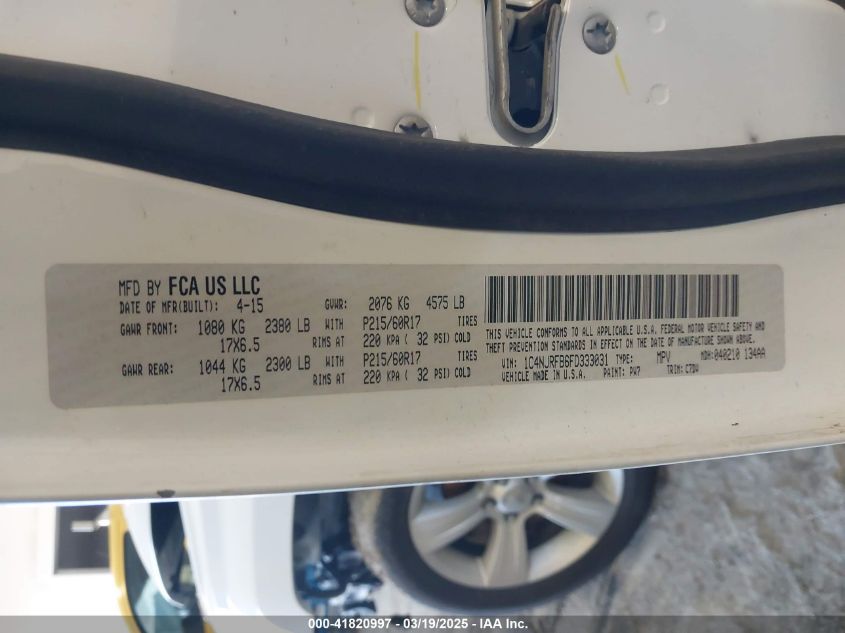 MFD BY FCA US LLC
DATE OF MFR(BUILT): 4-15 GVWR: 2076 KG 4575 LB
GAWR FRONT: 1080 KG 2380 LB WITH P215/60R17 TIRES
17X6.5 RIMS AT 220 KPA ( 32 PSI) COLD
GAWR REAR: 1044 KG 2300 LB WITH P215/60R17 TIRES
17X6.5 RIMS AT 220 KPA ( 32 PSI) COLD
THIS VEHICLE CONFORMS TO ALL APPLICABLE U.S.A. FEDERAL MOTOR VEHICLE SAFETY AND
THEFT PREVENTION STANDARDS IN EFFECT ON THE DATE OF MANUFACTURE SHOWN ABOVE.
VIN: 1C4NJRFB6FD333031 TYPE: MPV MDH: 040210 134AA
VEHICLE MADE IN U.S.A. PAINT: PW7 TRIM: C7DV
000-41820997 - 03/19/2025 - IAA Inc.